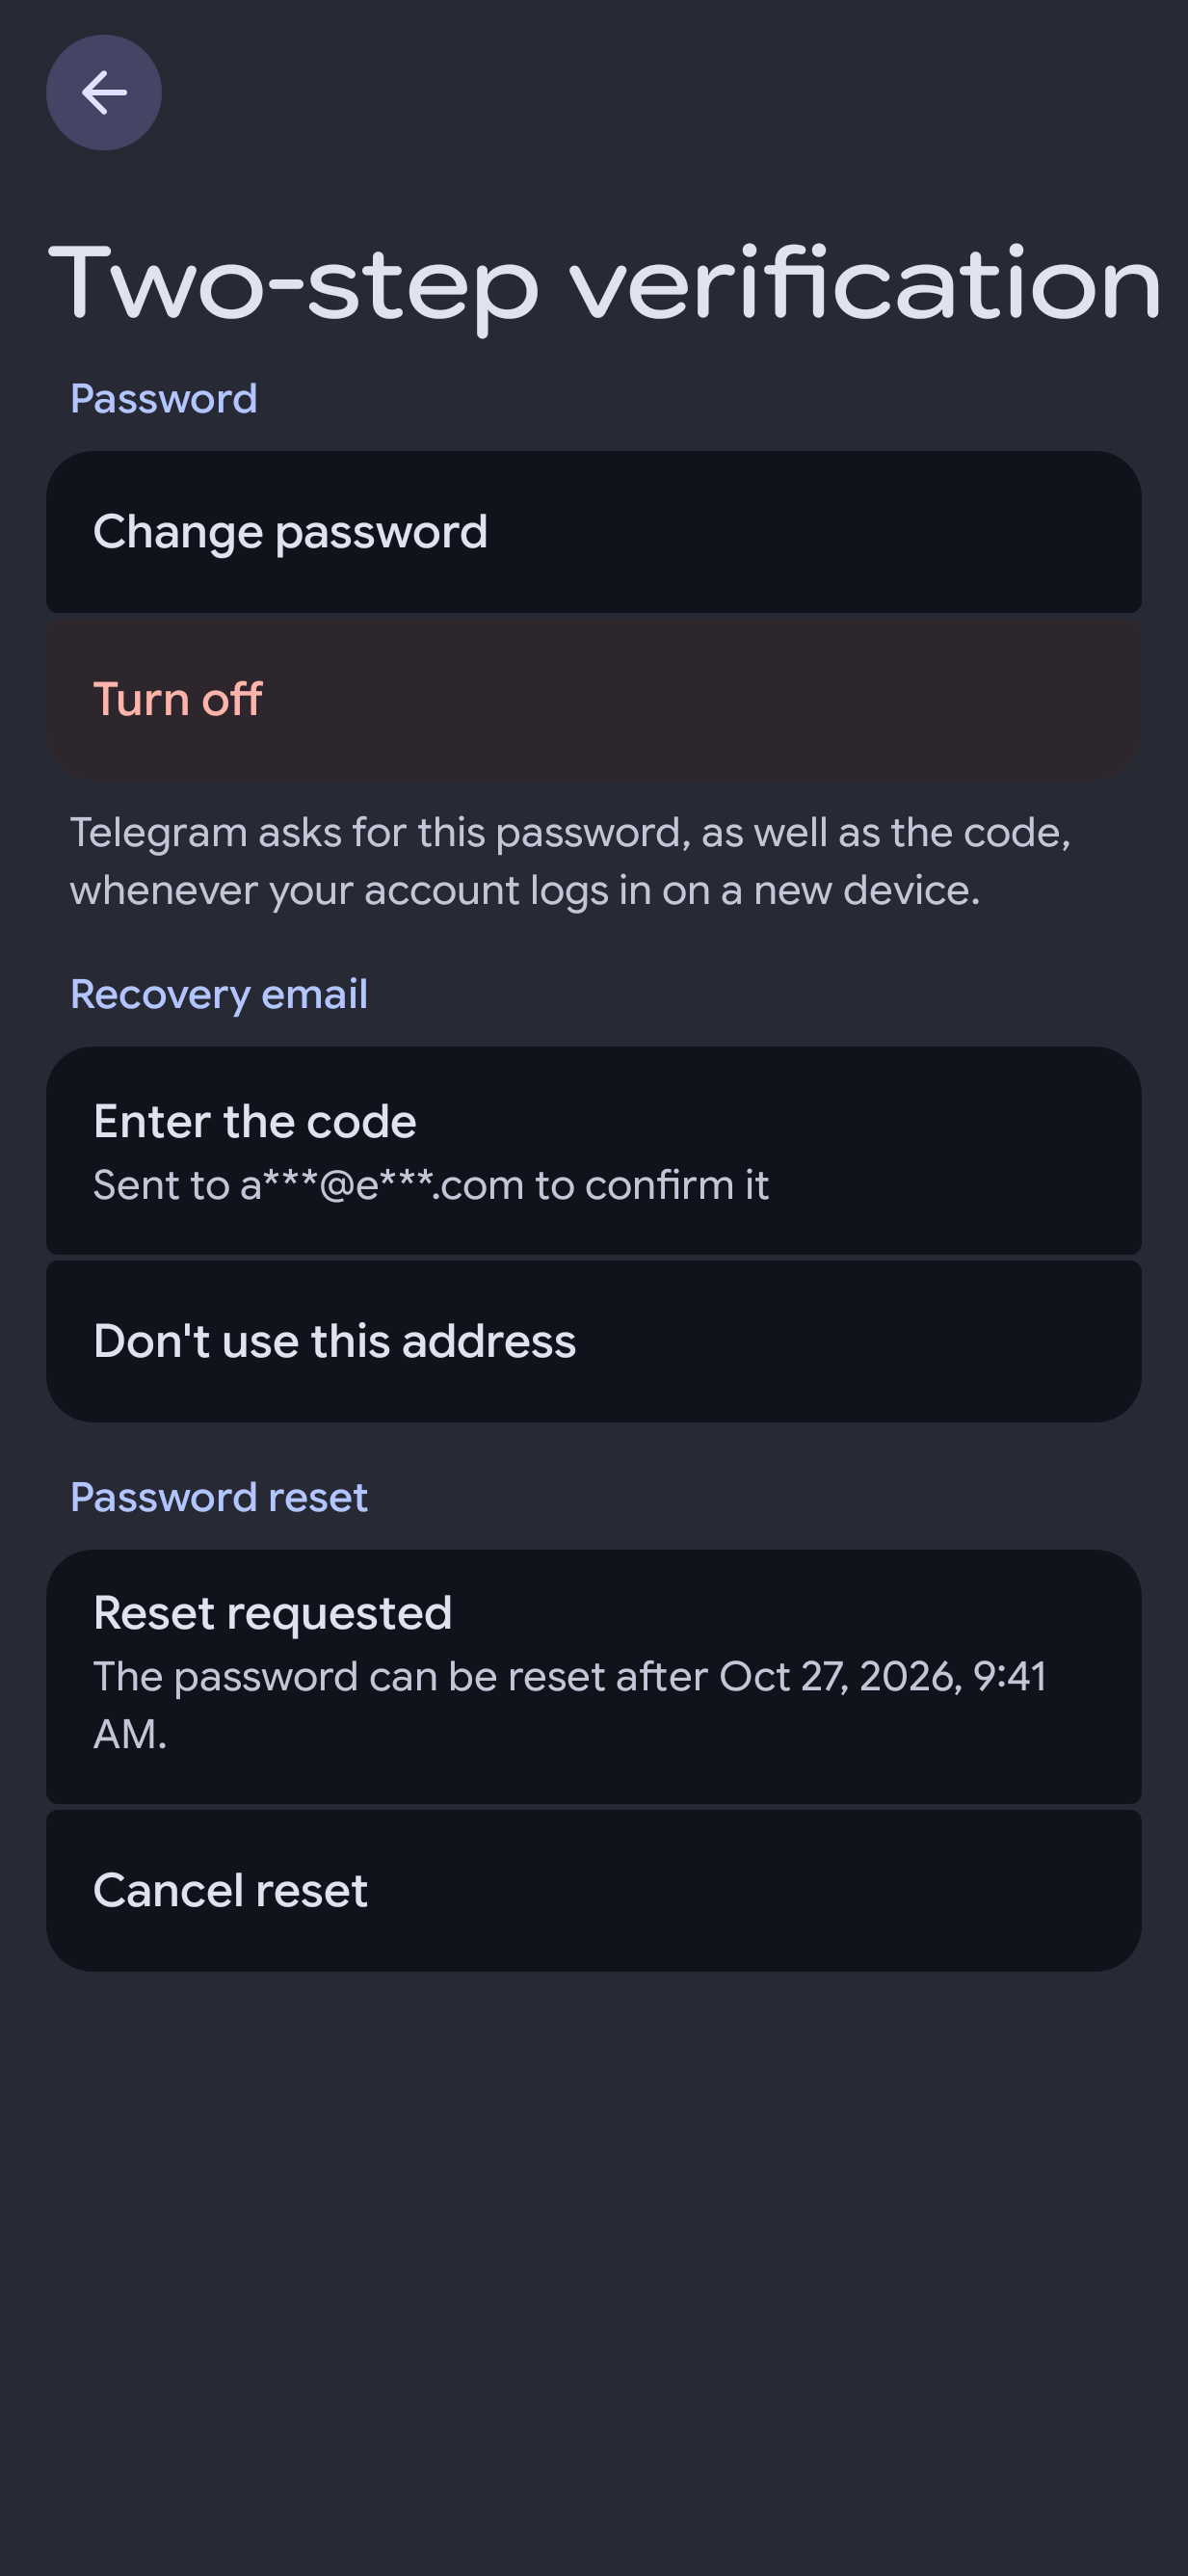 Two-step verification
Password
Change password
Turn off
Telegram asks for this password, as well as the code,
whenever your account logs in on a new device.
Recovery email
Enter the code
Sent to a***@e***.com to confirm it
Don't use this address
Password reset
Reset requested
The password can be reset after Oct 27, 2026, 9:41
AM.
Cancel reset